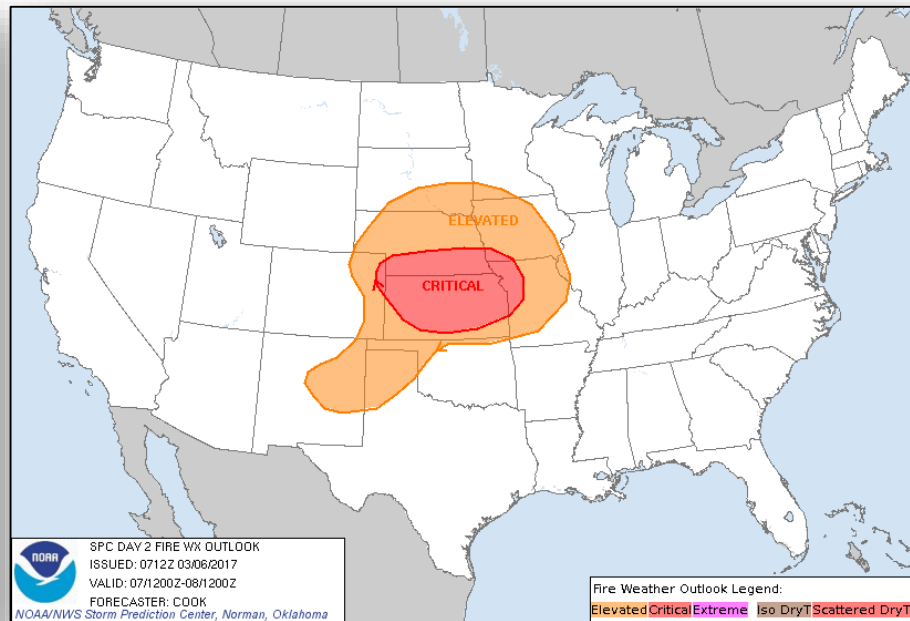 ELEVATED
CRITICAL
NOAA
SPC DAY 2 FIRE WX OUTLOOK
ISSUED: 0712Z 03/06/2017
VALID: 07/1200Z-08/1200Z
FORECASTER: COOK
NOAA/NWS Storm Prediction Center, Norman, Oklahoma
Fire Weather Outlook Legend:
Elevated Critical Extreme Iso DryT Scattered DryT